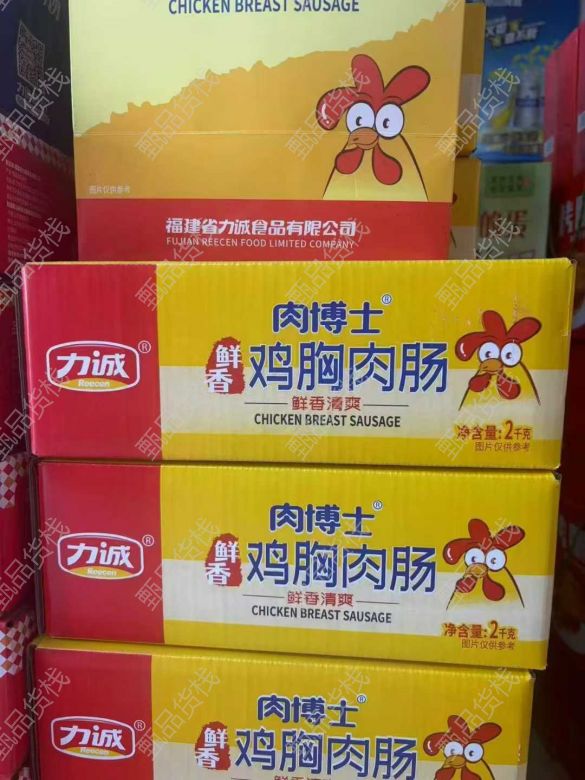 CHICKEN BREAST SAUSAGE
图片仅供参考
福建省力诚食品有限公司
FUJIAN REECEN FOOD LIMITED COMPANY
肉博士®
力诚®
Reecen
鲜香
鸡胸肉肠
鲜香清爽
CHICKEN BREAST SAUSAGE
净含量:2千克
图片仅供参考
肉博士®
力诚®
Reecen
鲜香
鸡胸肉肠
鲜香清爽
CHICKEN BREAST SAUSAGE
净含量:2千克
图片仅供参考
肉博士®
力诚®
Reecen
鲜香
鸡胸肉肠
鲜香清爽
甄品货栈